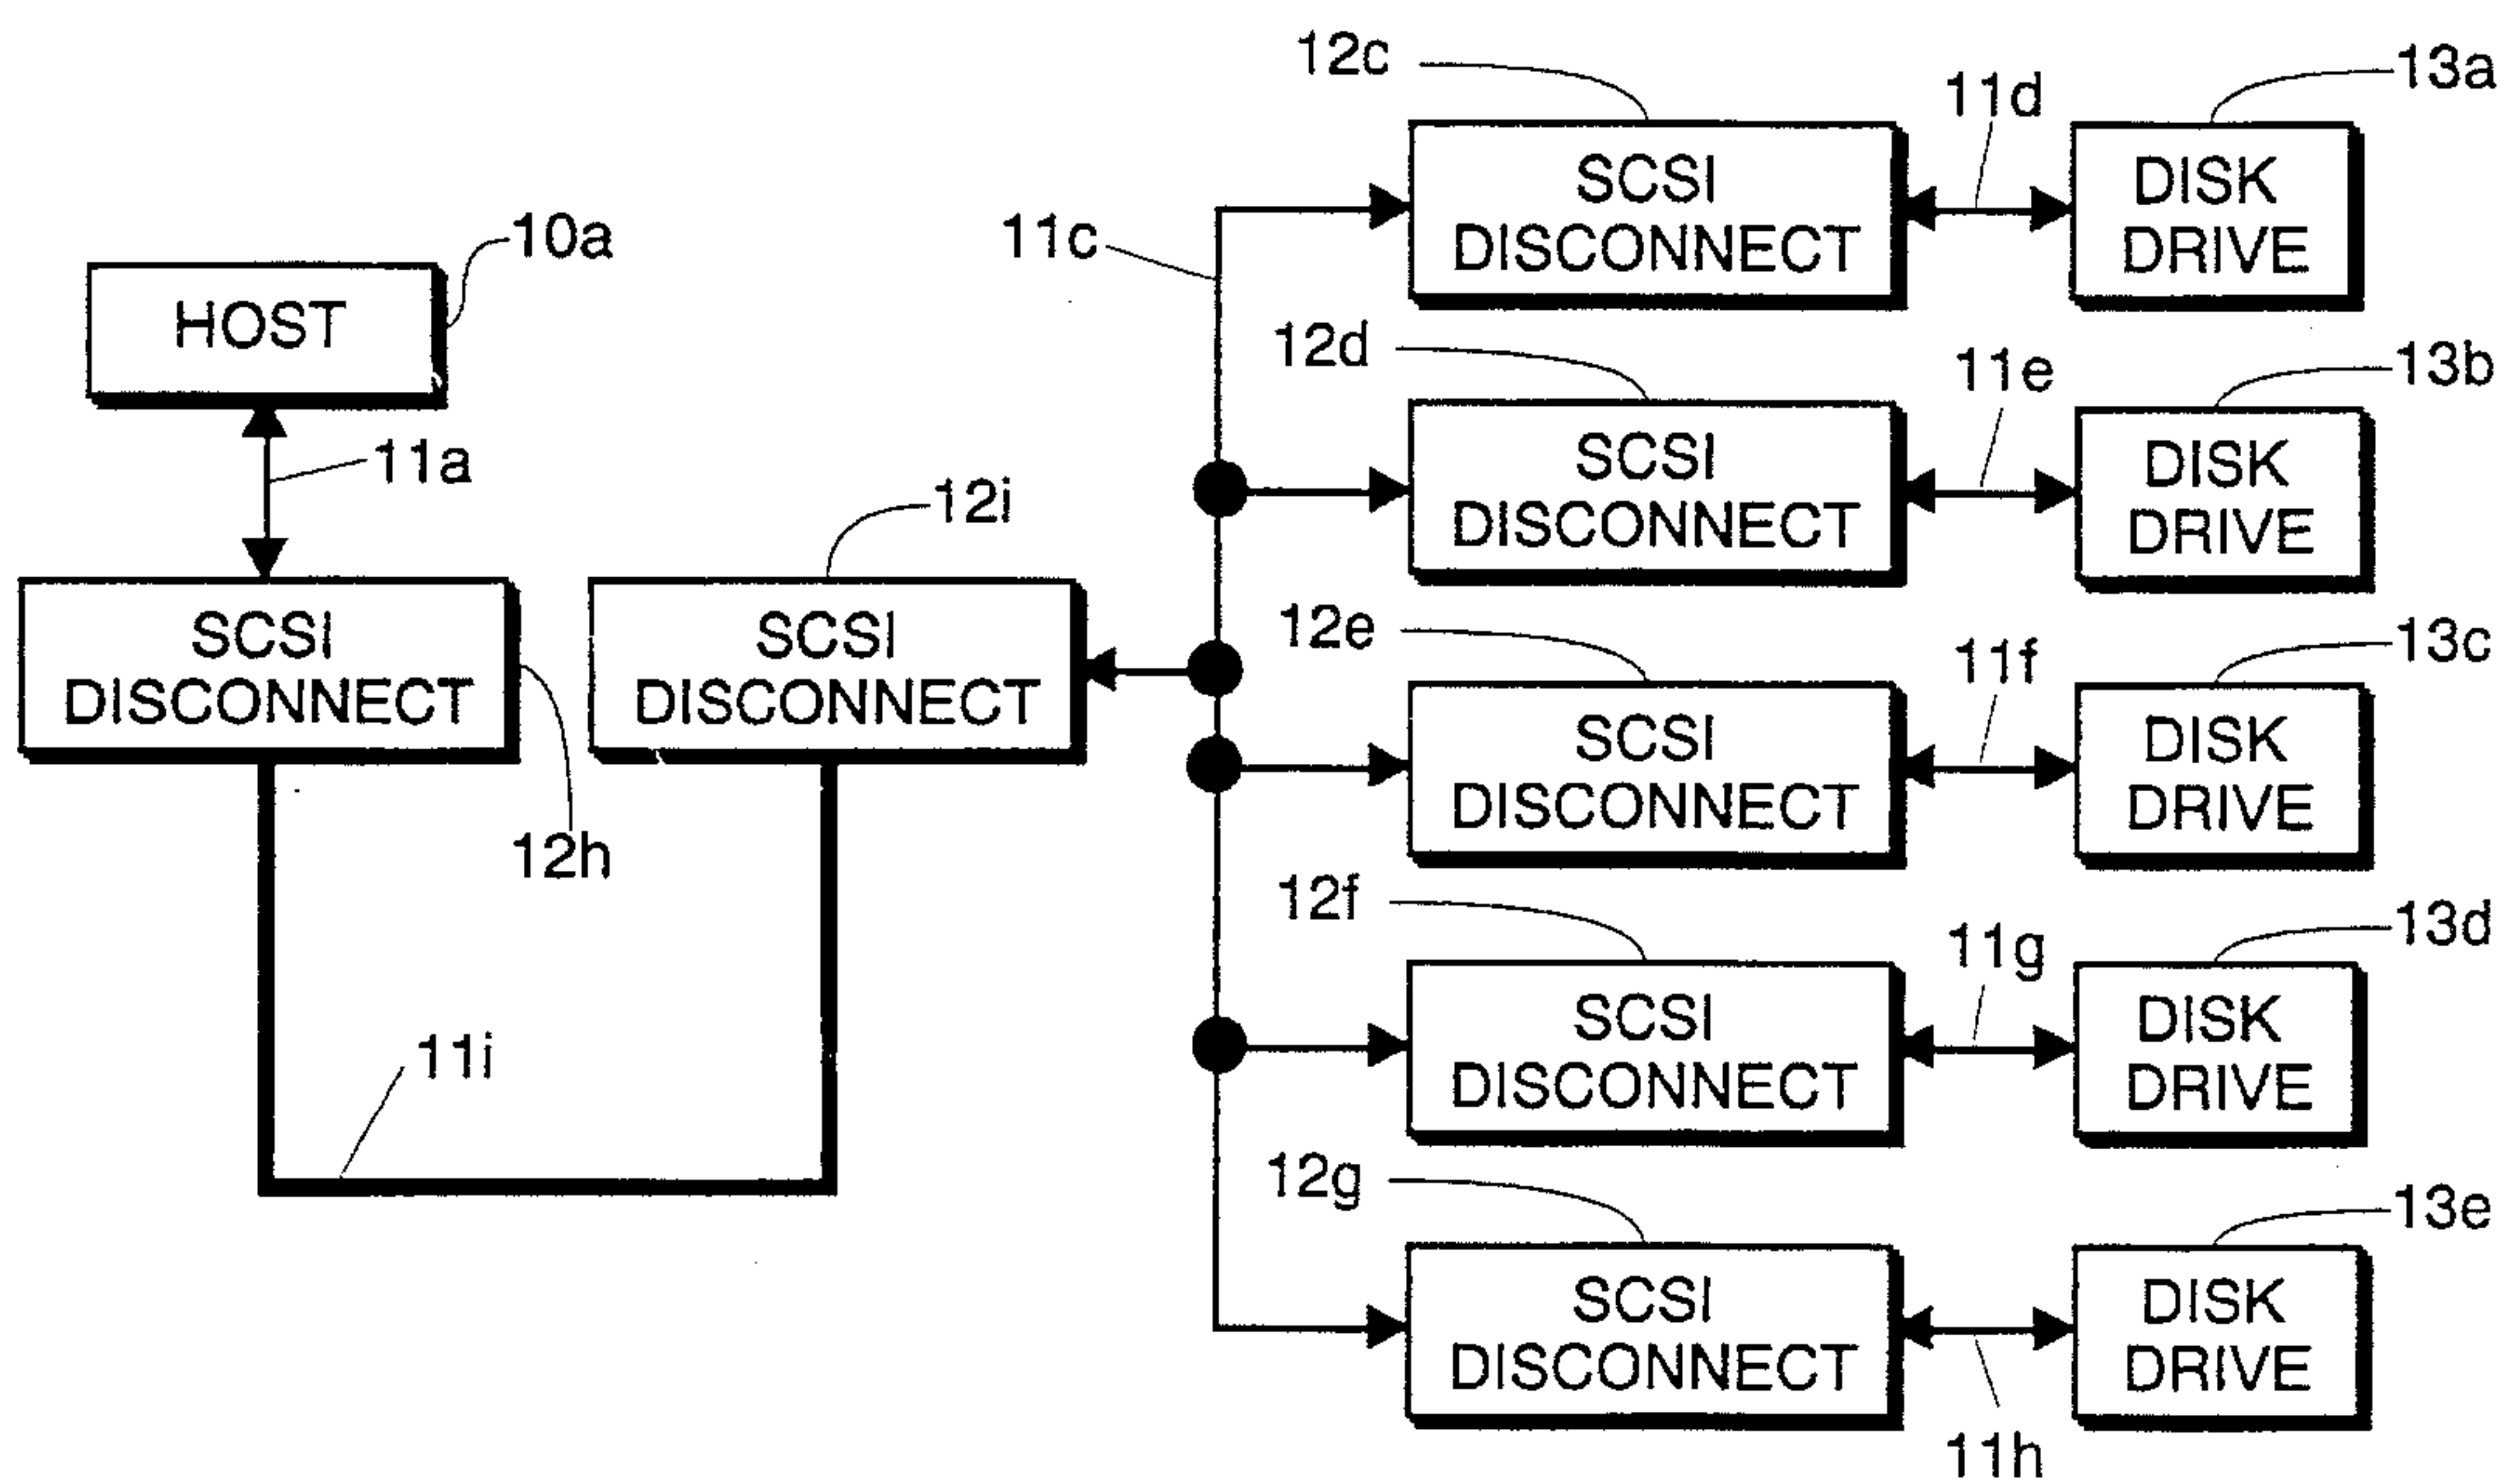 12c
13a
11d
SCSI
DISCONNECT
DISK
DRIVE
10a
11c
HOST
12d
11e
13b
SCSI
DISCONNECT
DISK
DRIVE
11a
12i
SCSI
DISCONNECT
SCSI
DISCONNECT
12e
11f
13c
SCSI
DISCONNECT
DISK
DRIVE
12h
12f
11g
13d
SCSI
DISCONNECT
DISK
DRIVE
11i
12g
13e
SCSI
DISCONNECT
DISK
DRIVE
11h